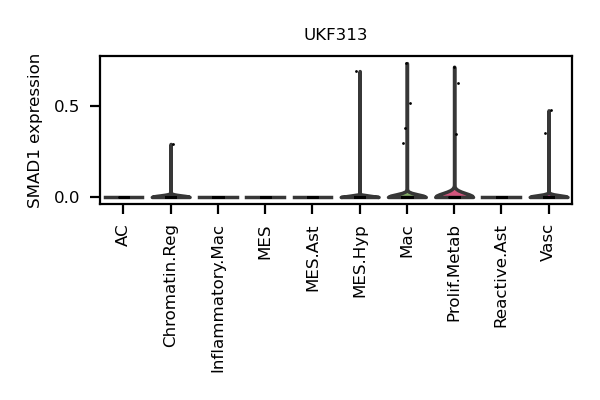 UKF313
SMAD1 expression
0.5
0.0
AC
Chromatin.Reg
Inflammatory.Mac
MES
MES.Ast
MES.Hyp
Mac
Prolif.Metab
Reactive.Ast
Vasc